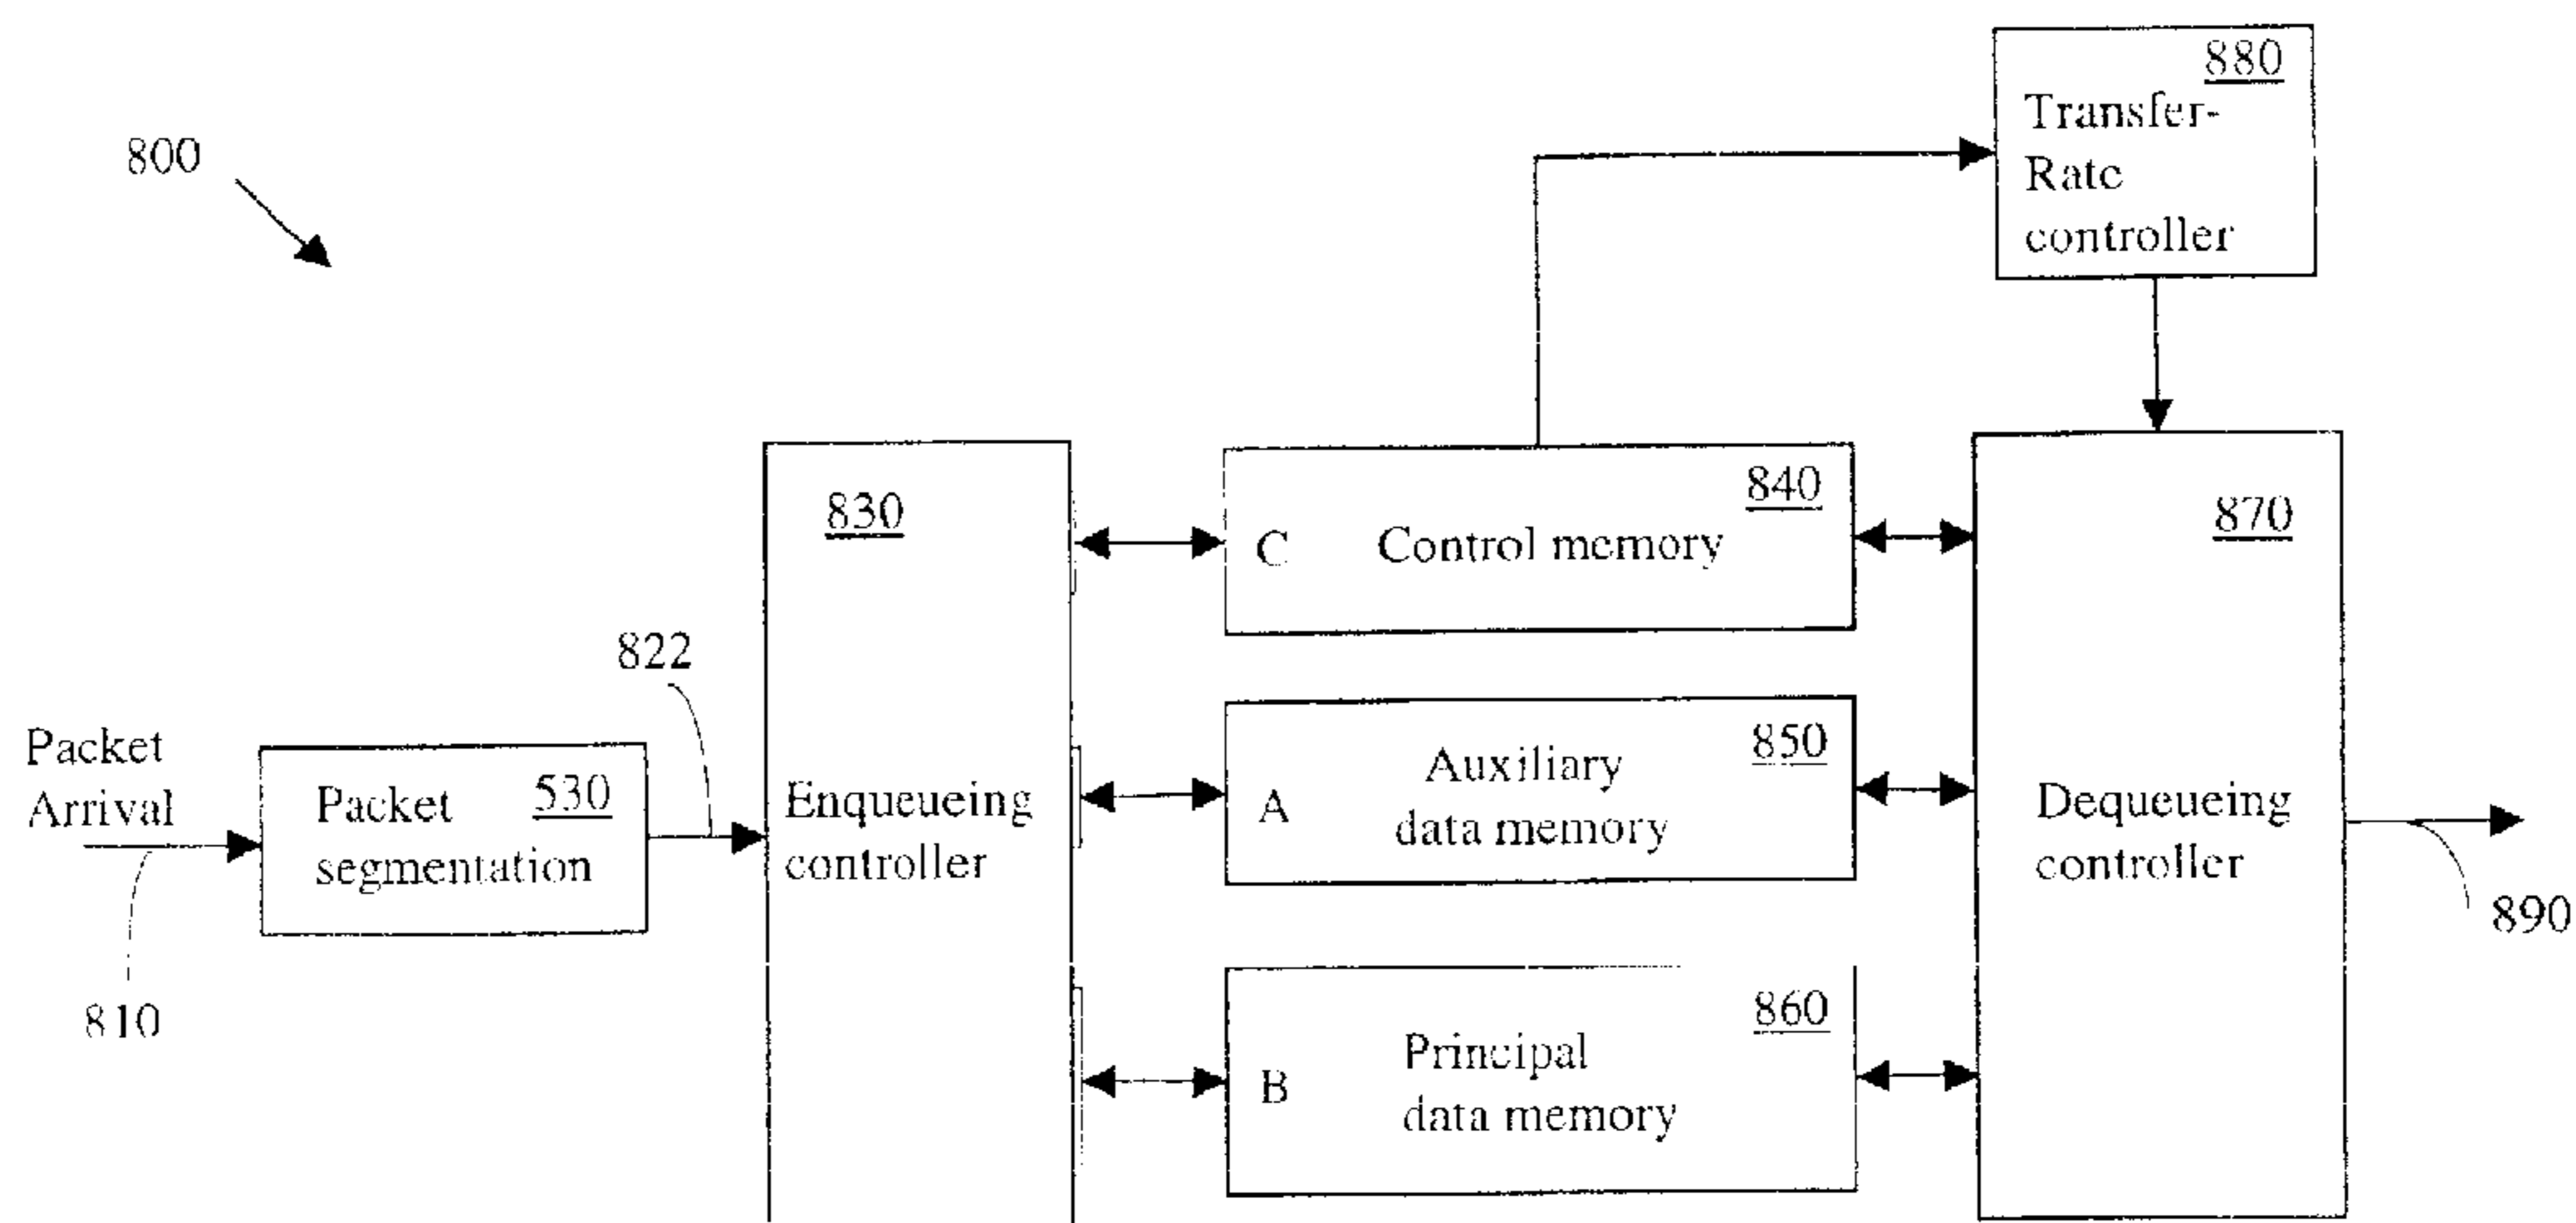 880
Transfer-
Rate
controller
800
830
Enqueueing
controller
840
C Control memory
870
Dequeueing
controller
822
Packet
Arrival
530
Packet
segmentation
850
A Auxiliary
data memory
810
860
B Principal
data memory
890